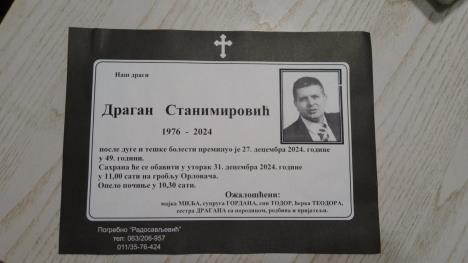 Наш драги
Драган Станимировић
1976 - 2024
после дуге и тешке болести преминуо је 27. децембра 2024. године
у 49. години.
Сахрана ће се обавити у уторак 31. децембра 2024. године
у 11,00 сати на гробљу Орловача.
Опело почиње у 10,30 сати.
Ожалошћени:
мајка МИЉА, супруга ГОРДАНА, син ТОДОР, ћерка ТЕОДОРА,
сестра ДРАГАНА са породицом, родбина и пријатељи.
Погребно "Радосављевић"
тел: 063/206-957
011/35-76-424